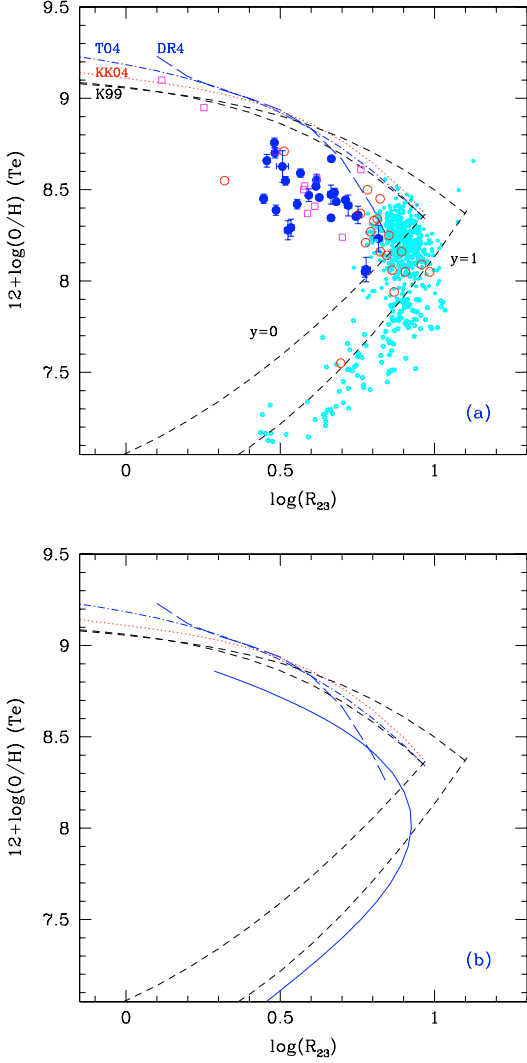 9.5
T04
DR4
KK04
9
K99
12+log(O/H) (Te)
8.5
8
y=1
y=0
7.5
(a)
0
0.5
1
log(R23)
9.5
9
12+log(O/H) (Te)
8.5
8
7.5
(b)
0
0.5
1
log(R23)